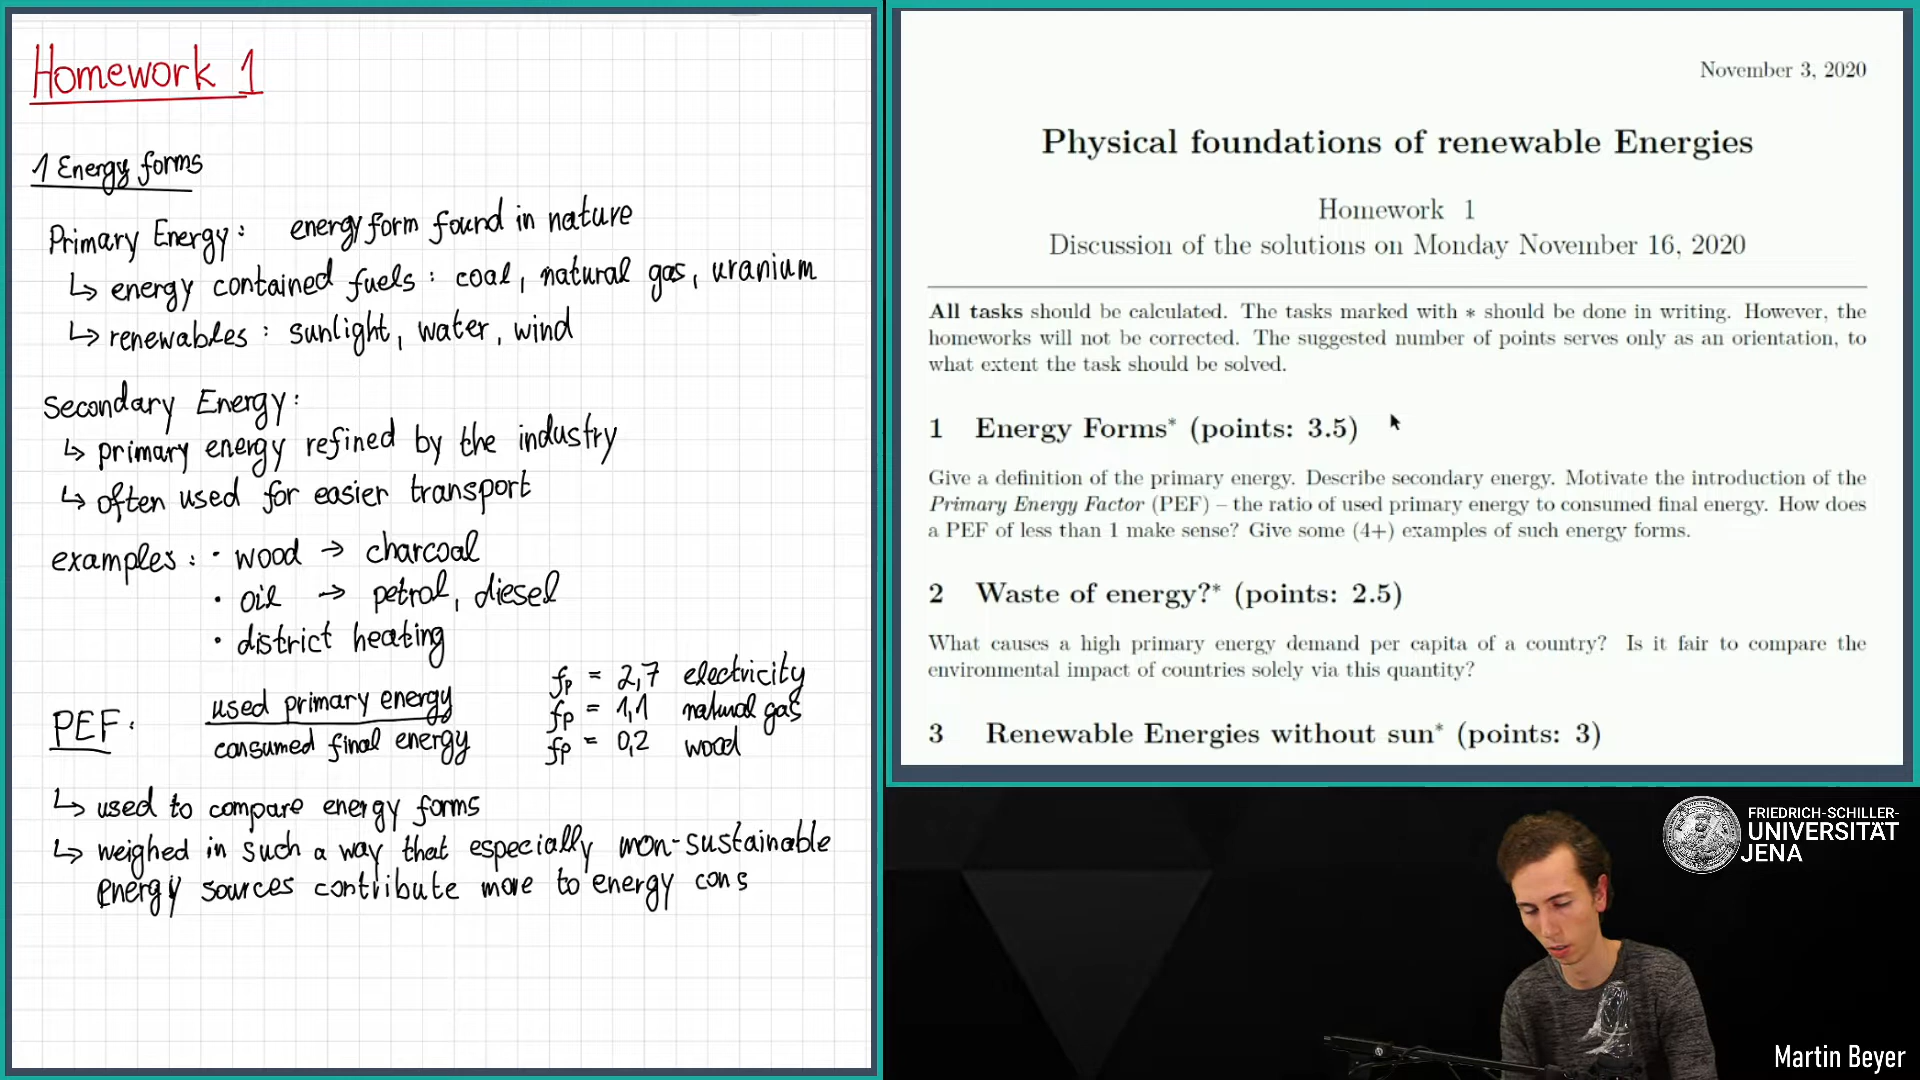 Homework 1
1 Energy forms
Primary Energy: energy form found in nature
↳ energy contained fuels: coal, natural gas, uranium
↳ renewables: sunlight, water, wind
Secondary Energy:
↳ primary energy refined by the industry
↳ often used for easier transport
examples: • wood → charcoal
• oil → petrol, diesel
• district heating
PEF: used primary energy
consumed final energy
fp = 2,7 electricity
fp = 1,1 natural gas
fp = 0,2 wood
↳ used to compare energy forms
↳ weighed in such a way that especially non-sustainable
energy sources contribute more to energy cons
November 3, 2020
Physical foundations of renewable Energies
Homework 1
Discussion of the solutions on Monday November 16, 2020
All tasks should be calculated. The tasks marked with * should be done in writing. However, the
homeworks will not be corrected. The suggested number of points serves only as an orientation, to
what extent the task should be solved.
1 Energy Forms* (points: 3.5)
Give a definition of the primary energy. Describe secondary energy. Motivate the introduction of the
Primary Energy Factor (PEF) – the ratio of used primary energy to consumed final energy. How does
a PEF of less than 1 make sense? Give some (4+) examples of such energy forms.
2 Waste of energy?* (points: 2.5)
What causes a high primary energy demand per capita of a country? Is it fair to compare the
environmental impact of countries solely via this quantity?
3 Renewable Energies without sun* (points: 3)
FRIEDRICH-SCHILLER-
UNIVERSITÄT
JENA
Martin Beyer